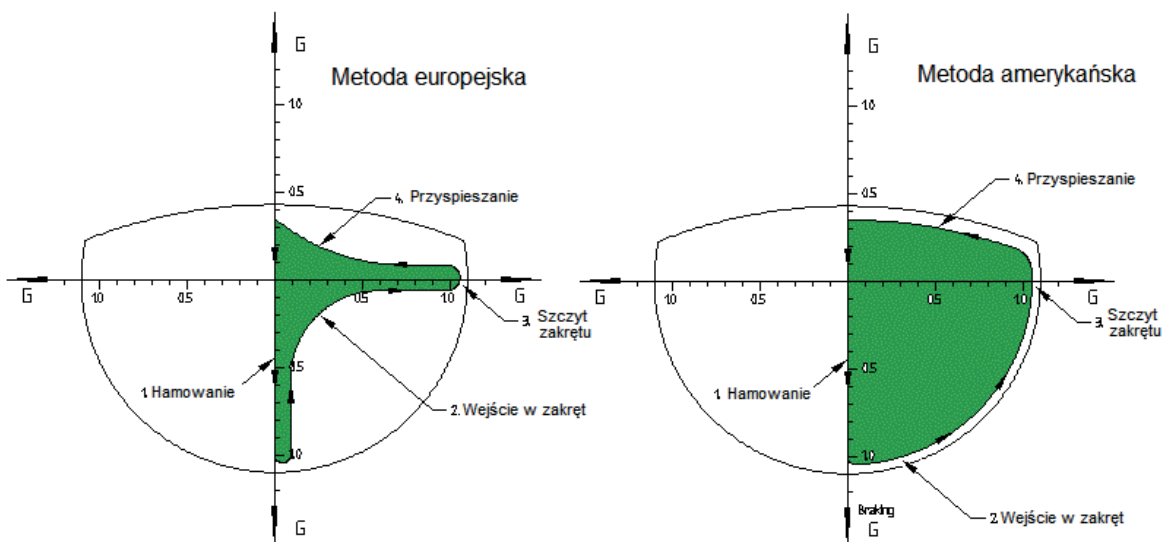 G
Metoda europejska
1.0
0.5
4. Przyspieszanie
G
1.0
0.5
0.5
1.0
G
3. Szczyt
zakrętu
0.5
1. Hamowanie
2. Wejście w zakręt
1.0
G
G
Metoda amerykańska
1.0
0.5
4. Przyspieszanie
G
1.0
0.5
0.5
1.0
G
3. Szczyt
zakrętu
0.5
1. Hamowanie
1.0
Braking
G
2. Wejście w zakręt